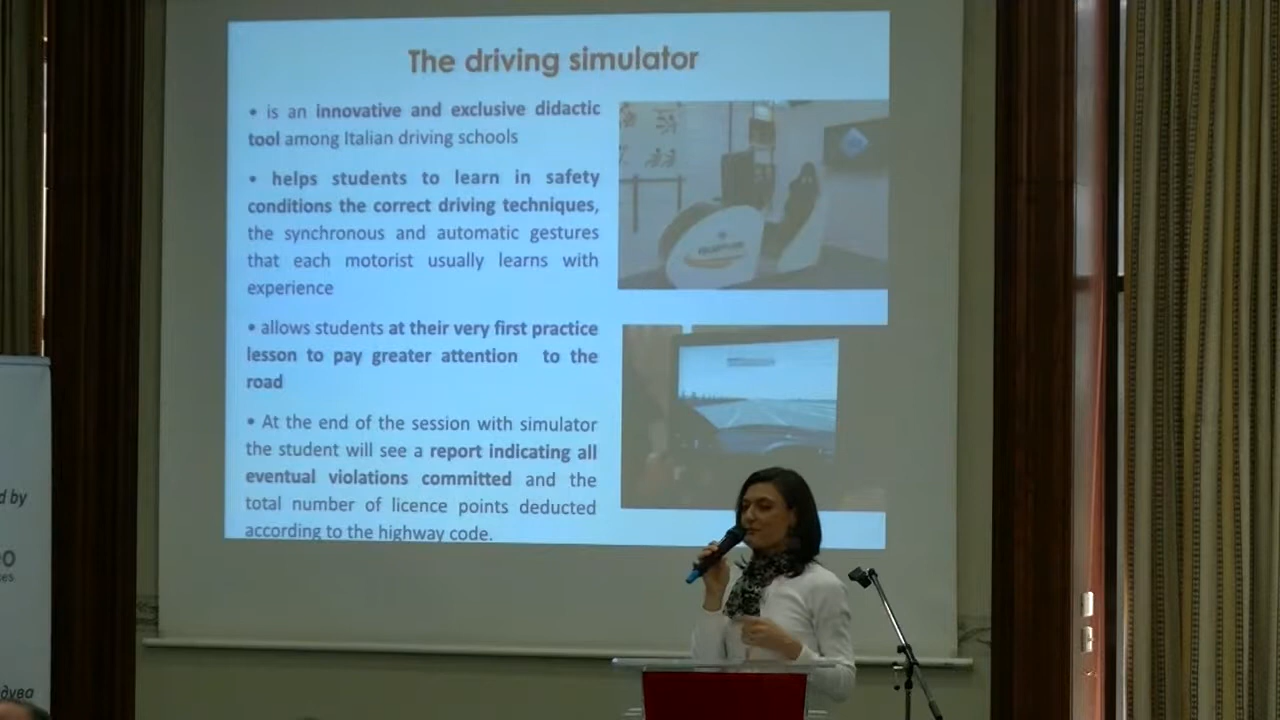 The driving simulator
• is an innovative and exclusive didactic
tool among Italian driving schools
• helps students to learn in safety
conditions the correct driving techniques,
the synchronous and automatic gestures
that each motorist usually learns with
experience
• allows students at their very first practice
lesson to pay greater attention to the
road
• At the end of the session with simulator
the student will see a report indicating all
eventual violations committed and the
total number of licence points deducted
according to the highway code.
d by